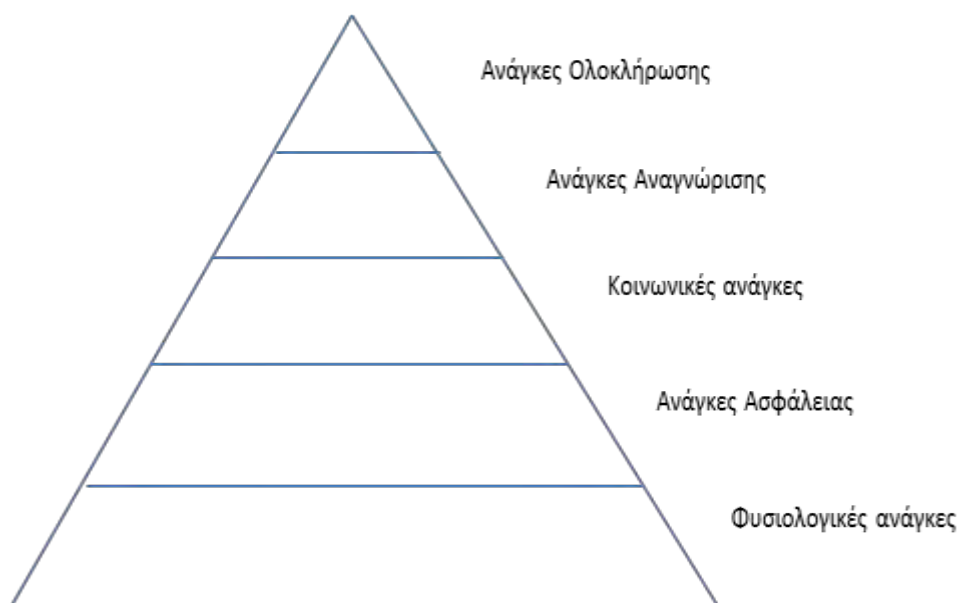 Ανάγκες Ολοκλήρωσης
Ανάγκες Αναγνώρισης
Κοινωνικές ανάγκες
Ανάγκες Ασφάλειας
Φυσιολογικές ανάγκες